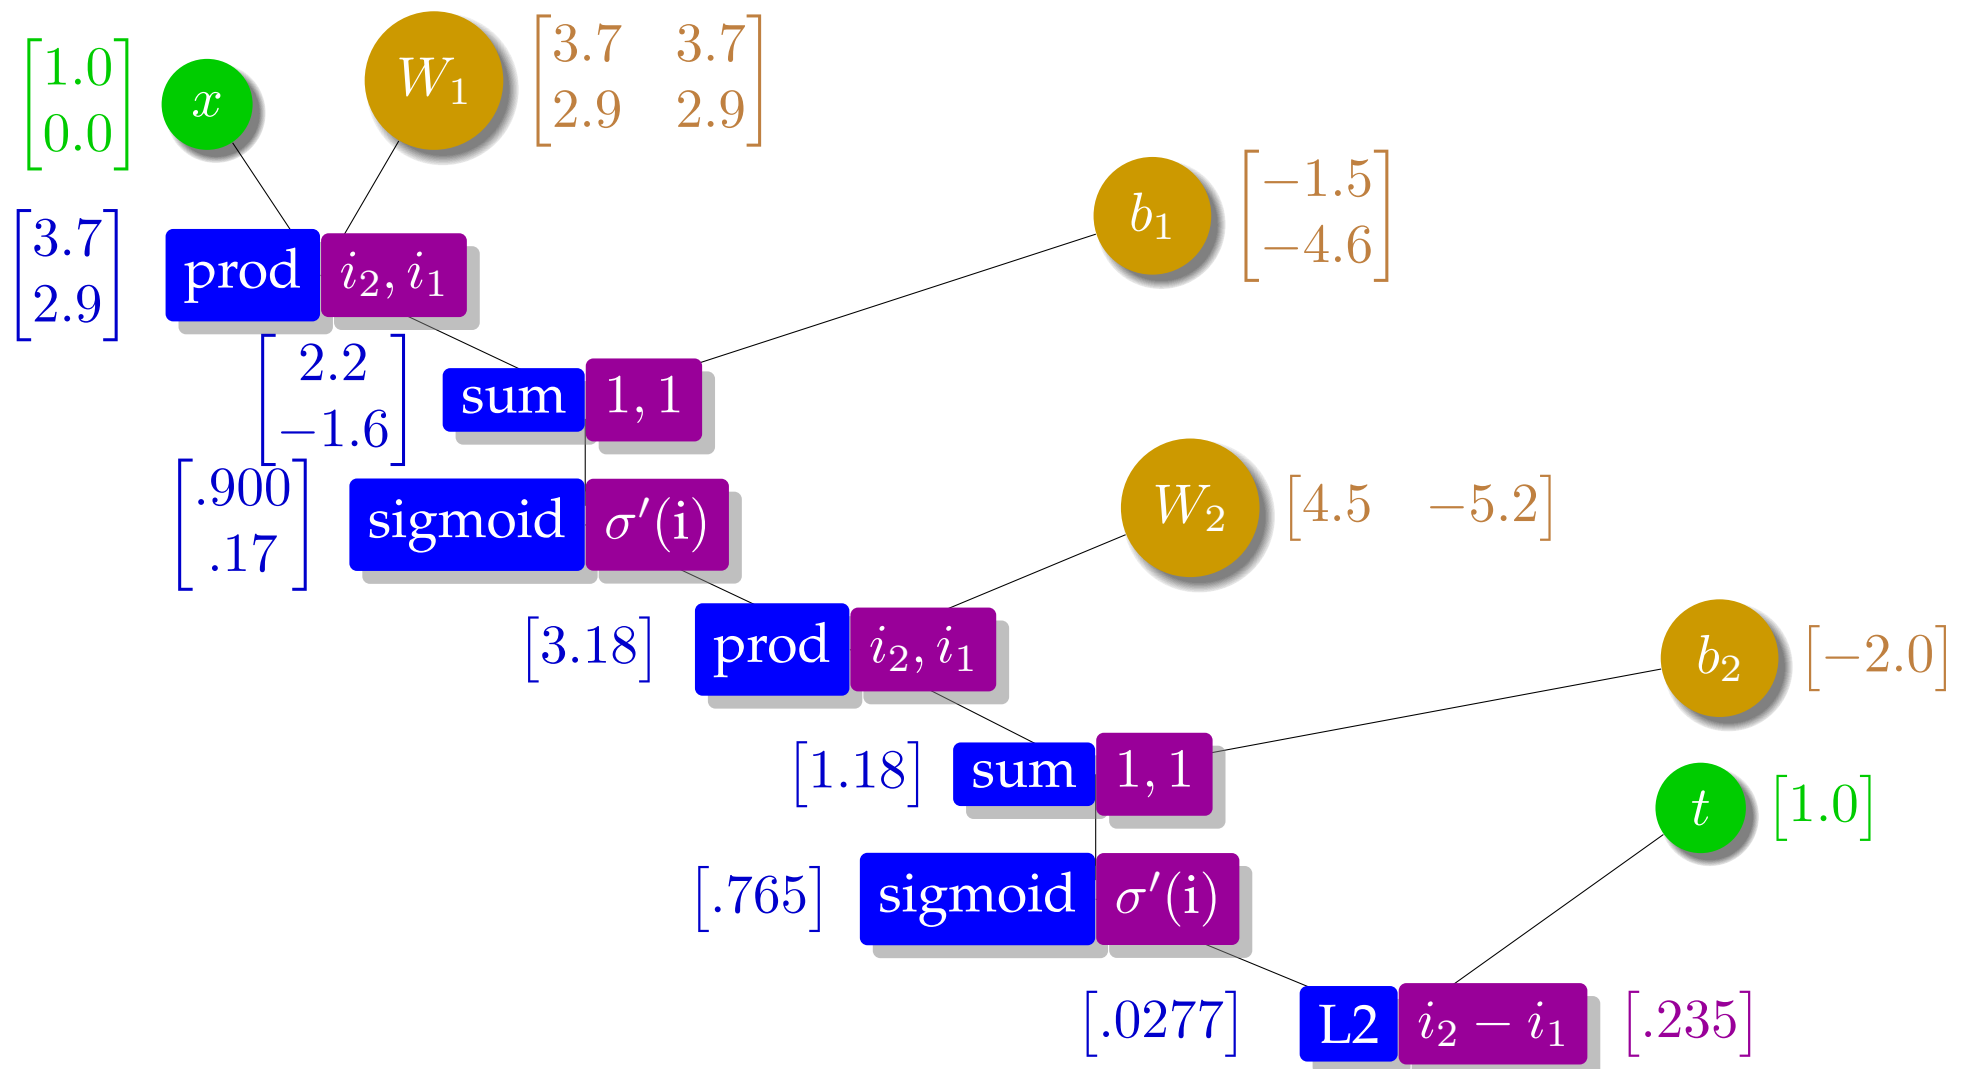 [1.0 0.0] x W₁ [3.7 3.7 2.9 2.9]
[3.7 2.9] prod i₂, i₁ b₁ [−1.5 −4.6]
[2.2 −1.6] sum 1, 1
[.900 .17] sigmoid σ′(i) W₂ [4.5 −5.2]
[3.18] prod i₂, i₁ b₂ [−2.0]
[1.18] sum 1, 1 t [1.0]
[.765] sigmoid σ′(i)
[.0277] L2 i₂ − i₁ [.235]